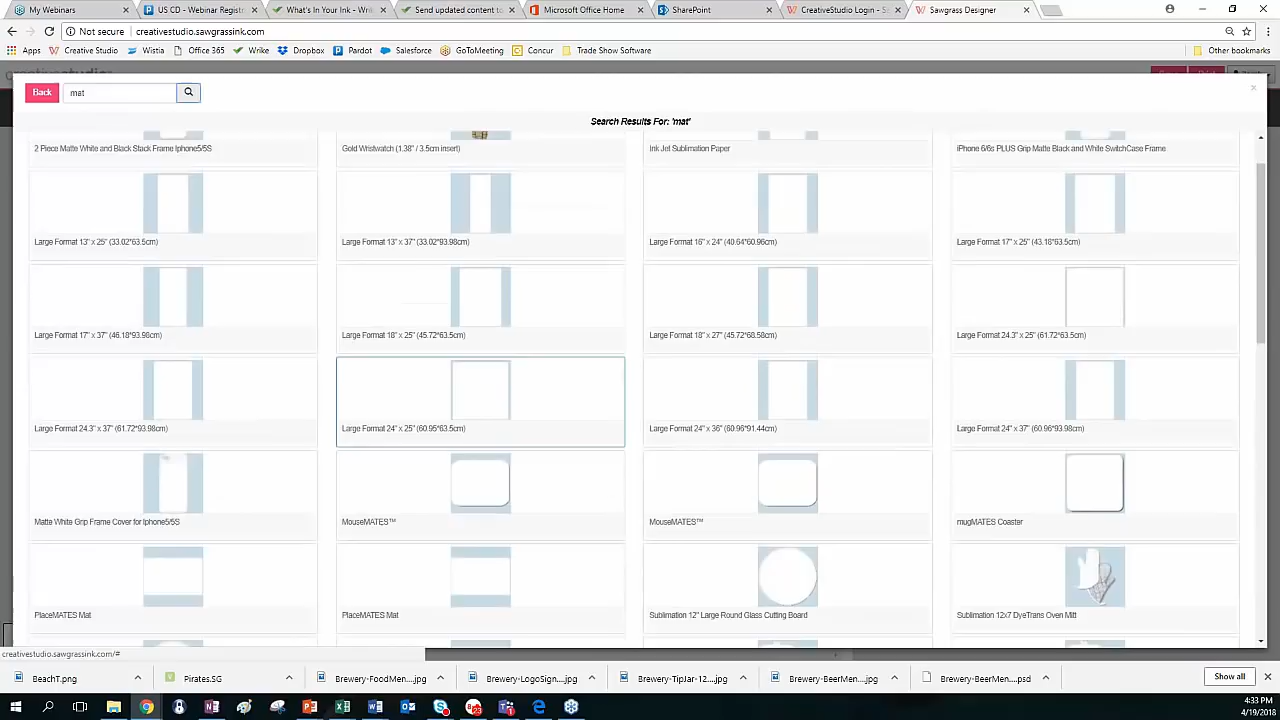 My Webinars
US CD - Webinar Registr
What's In Your Ink - Wrik
Send updated content to
Microsoft Office Home
SharePoint
CreativeStudio Login - Sa
Sawgrass Designer
Not secure | creativestudio.sawgrassink.com
Apps
Creative Studio
Wistia
Office 365
Wrike
Dropbox
Pardot
Salesforce
GoToMeeting
Concur
Trade Show Software
Other bookmarks
Back
mat
Search Results For: 'mat'
2 Piece Matte White and Black Stack Frame Iphone5/5S
Gold Wristwatch (1.38" / 3.5cm insert)
Ink Jet Sublimation Paper
iPhone 6/6s PLUS Grip Matte Black and White SwitchCase Frame
Large Format 13" x 25" (33.02*63.5cm)
Large Format 13" x 37" (33.02*93.98cm)
Large Format 16" x 24" (40.64*60.96cm)
Large Format 17" x 25" (43.18*63.5cm)
Large Format 17" x 37" (46.18*93.98cm)
Large Format 18" x 25" (45.72*63.5cm)
Large Format 18" x 27" (45.72*68.58cm)
Large Format 24.3" x 25" (61.72*63.5cm)
Large Format 24.3" x 37" (61.72*93.98cm)
Large Format 24" x 25" (60.95*63.5cm)
Large Format 24" x 36" (60.96*91.44cm)
Large Format 24" x 37" (60.96*93.98cm)
Matte White Grip Frame Cover for Iphone5/5S
MouseMATES™
MouseMATES™
mugMATES Coaster
PlaceMATES Mat
PlaceMATES Mat
Sublimation 12" Large Round Glass Cutting Board
Sublimation 12x7 DyeTrans Oven Mitt
creativestudio.sawgrassink.com/#
BeachT.png
Pirates.SG
Brewery-FoodMen....jpg
Brewery-LogoSign....jpg
Brewery-TipJar-12....jpg
Brewery-BeerMen....jpg
Brewery-BeerMen....psd
Show all
4:33 PM
4/19/2018